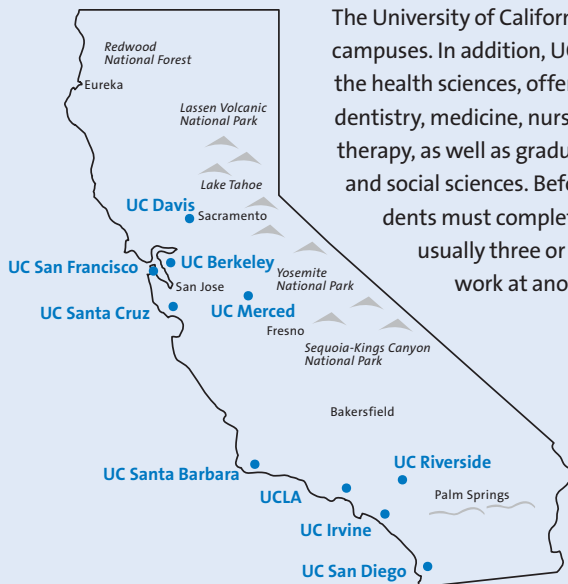 The University of Califor
campuses. In addition, UC
the health sciences, offer
dentistry, medicine, nurs
therapy, as well as gradu
and social sciences. Befo
dents must complet
usually three or
work at ano
Redwood
National Forest
Eureka
Lassen Volcanic
National Park
Lake Tahoe
UC Davis
Sacramento
UC San Francisco
UC Berkeley
San Jose
Yosemite
National Park
UC Santa Cruz
UC Merced
Fresno
Sequoia-Kings Canyon
National Park
Bakersfield
UC Santa Barbara
UC Riverside
UCLA
Palm Springs
UC Irvine
UC San Diego